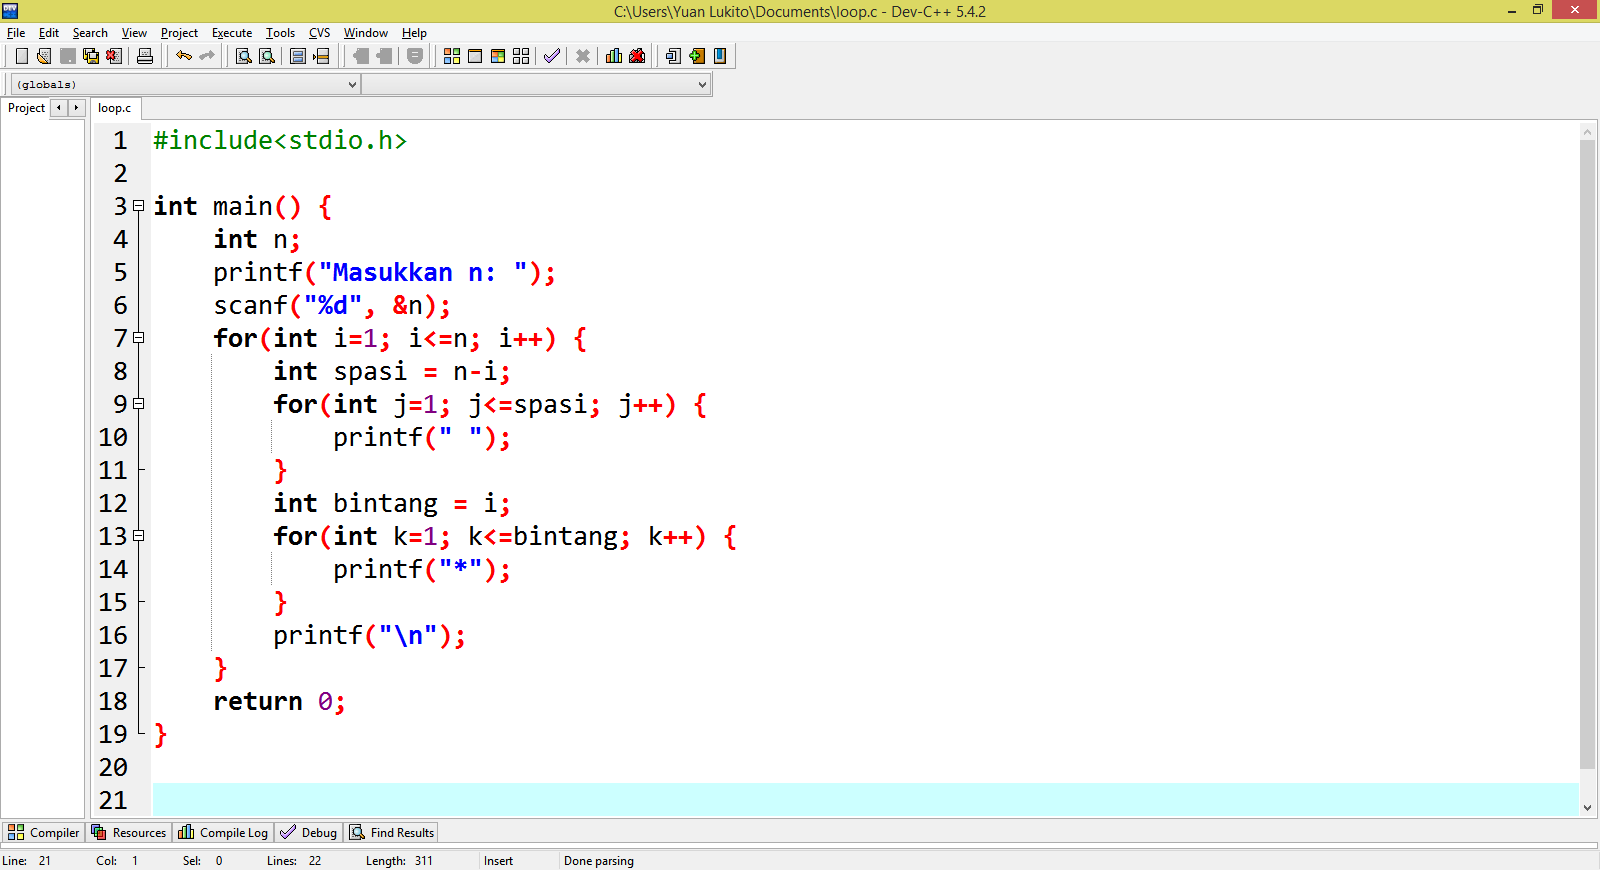 C:\Users\Yuan Lukito\Documents\loop.c - Dev-C++ 5.4.2
File Edit Search View Project Execute Tools CVS Window Help
(globals)
Project loop.c
1 #include<stdio.h>
2
3 int main() {
4     int n;
5     printf("Masukkan n: ");
6     scanf("%d", &n);
7     for(int i=1; i<=n; i++) {
8         int spasi = n-i;
9         for(int j=1; j<=spasi; j++) {
10             printf(" ");
11         }
12         int bintang = i;
13         for(int k=1; k<=bintang; k++) {
14             printf("*");
15         }
16         printf("\n");
17     }
18     return 0;
19 }
20
21
Compiler Resources Compile Log Debug Find Results
Line: 21 Col: 1 Sel: 0 Lines: 22 Length: 311 Insert Done parsing